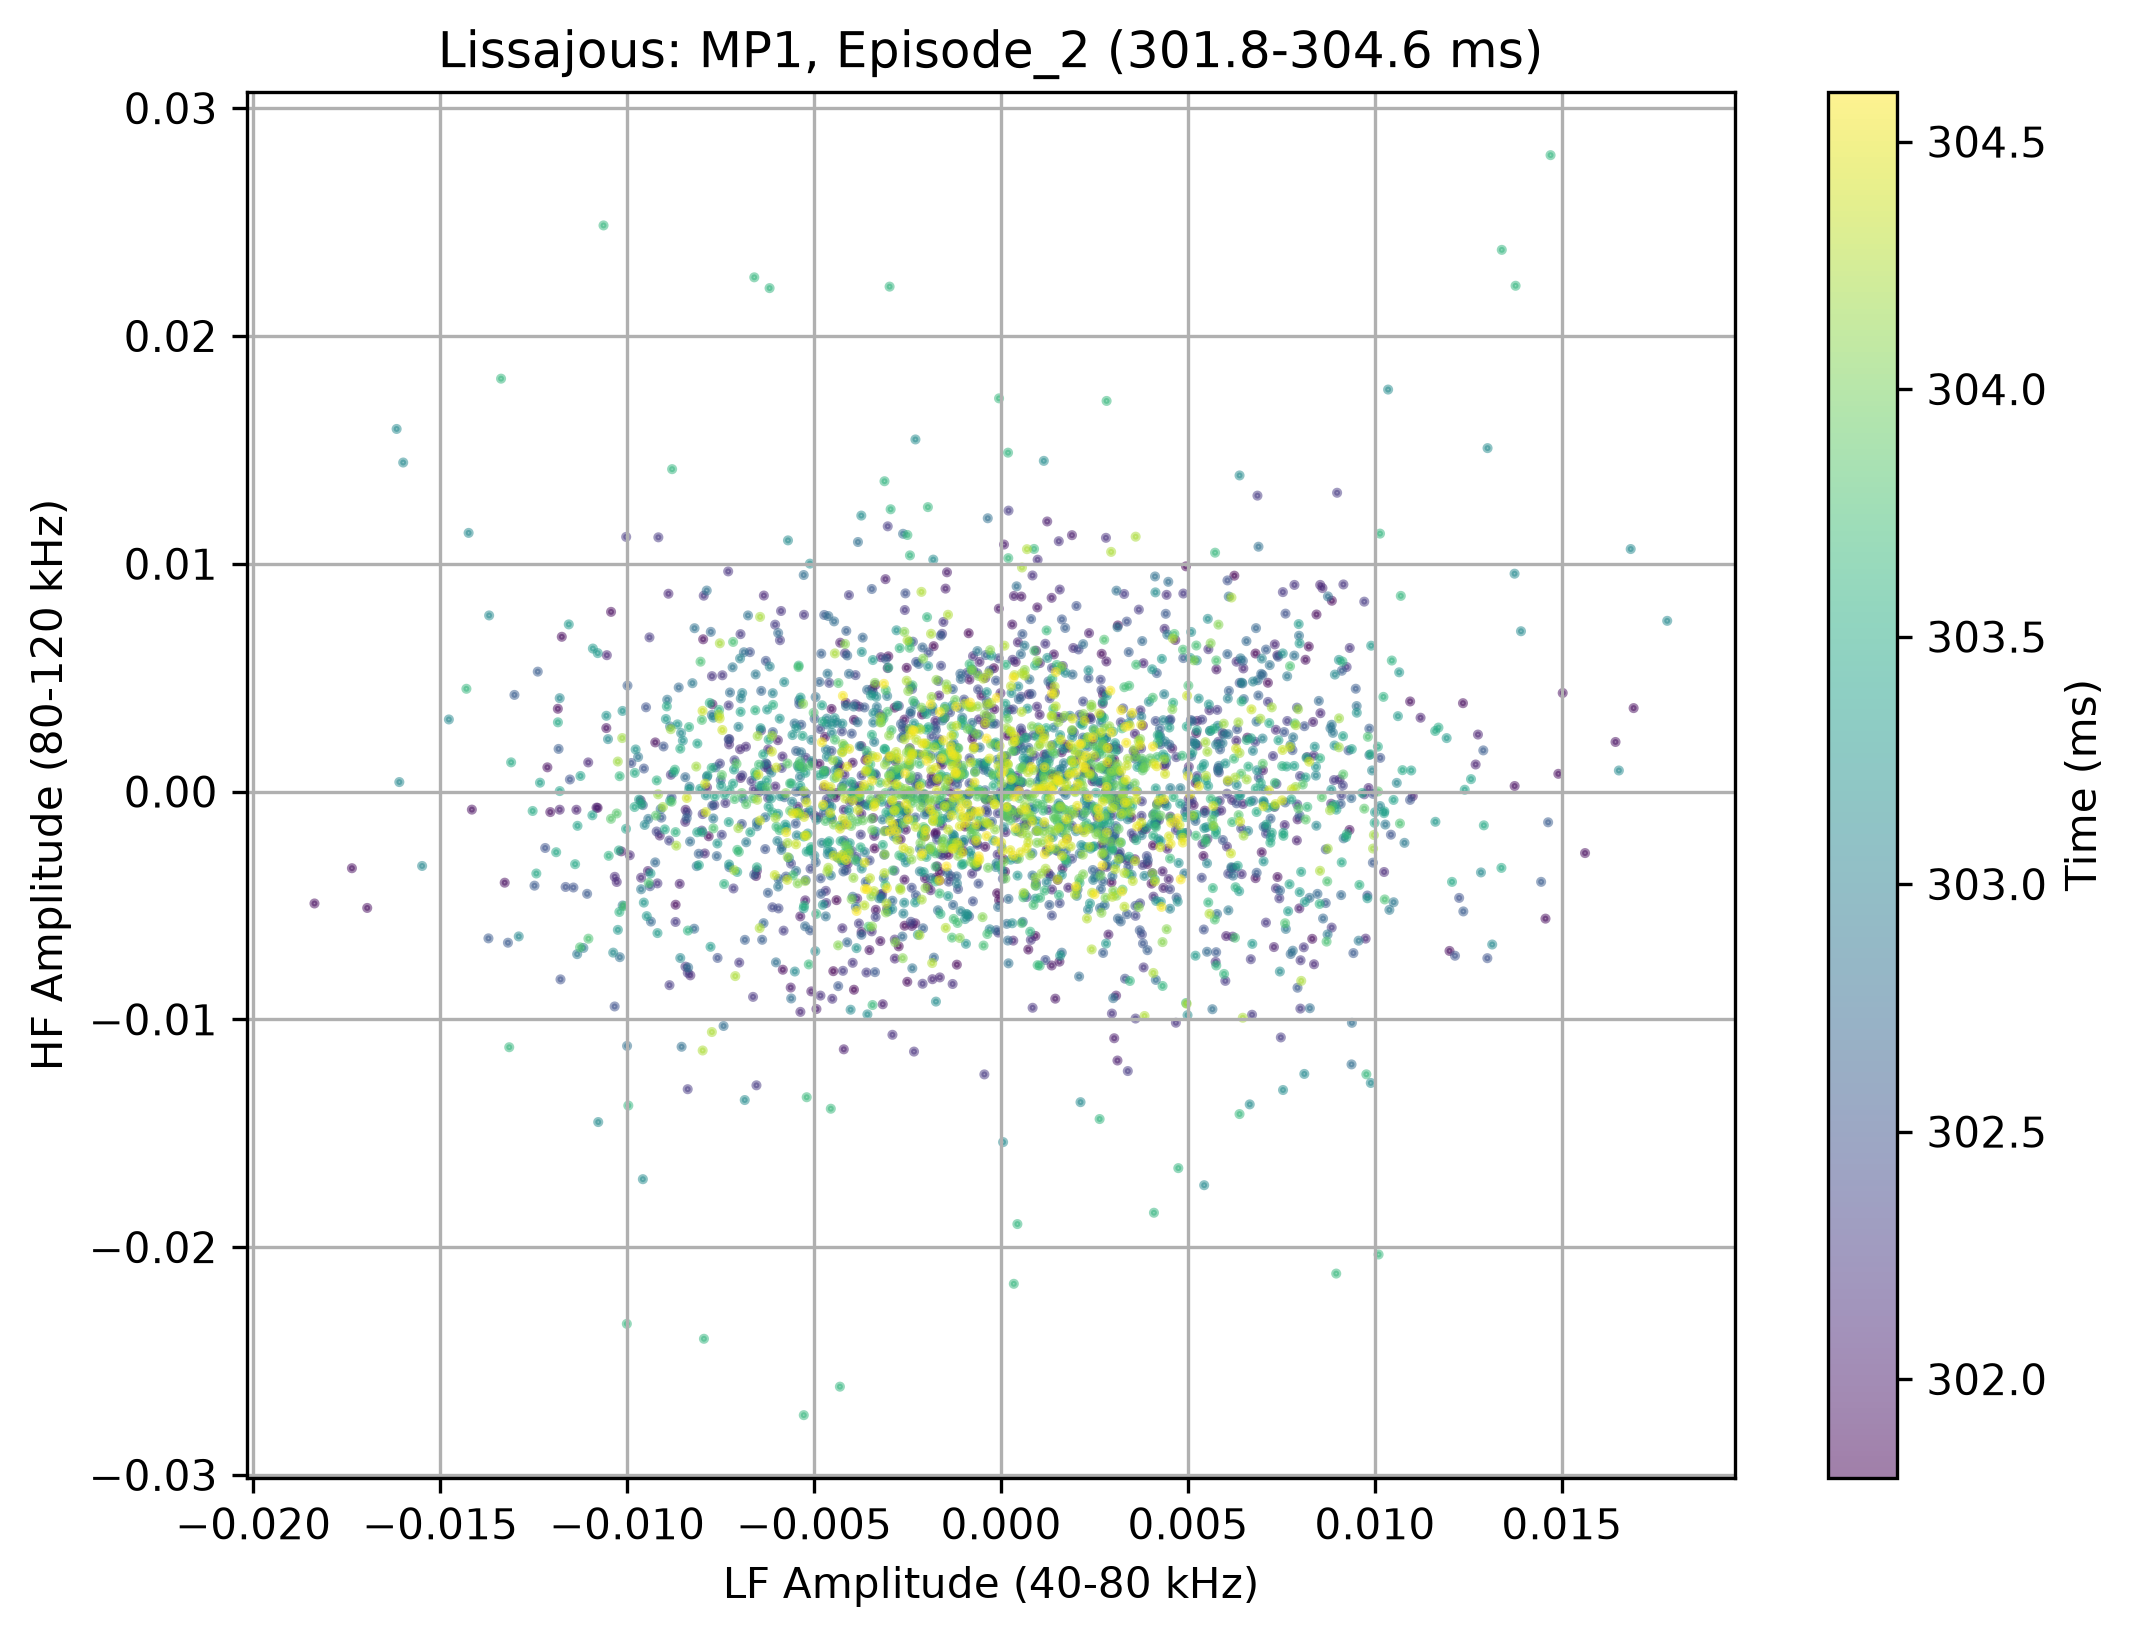 Lissajous: MP1, Episode_2 (301.8-304.6 ms)
0.03
0.02
0.01
0.00
−0.01
−0.02
−0.03
HF Amplitude (80-120 kHz)
−0.020 −0.015 −0.010 −0.005 0.000 0.005 0.010 0.015
LF Amplitude (40-80 kHz)
304.5
304.0
303.5
303.0
302.5
302.0
Time (ms)